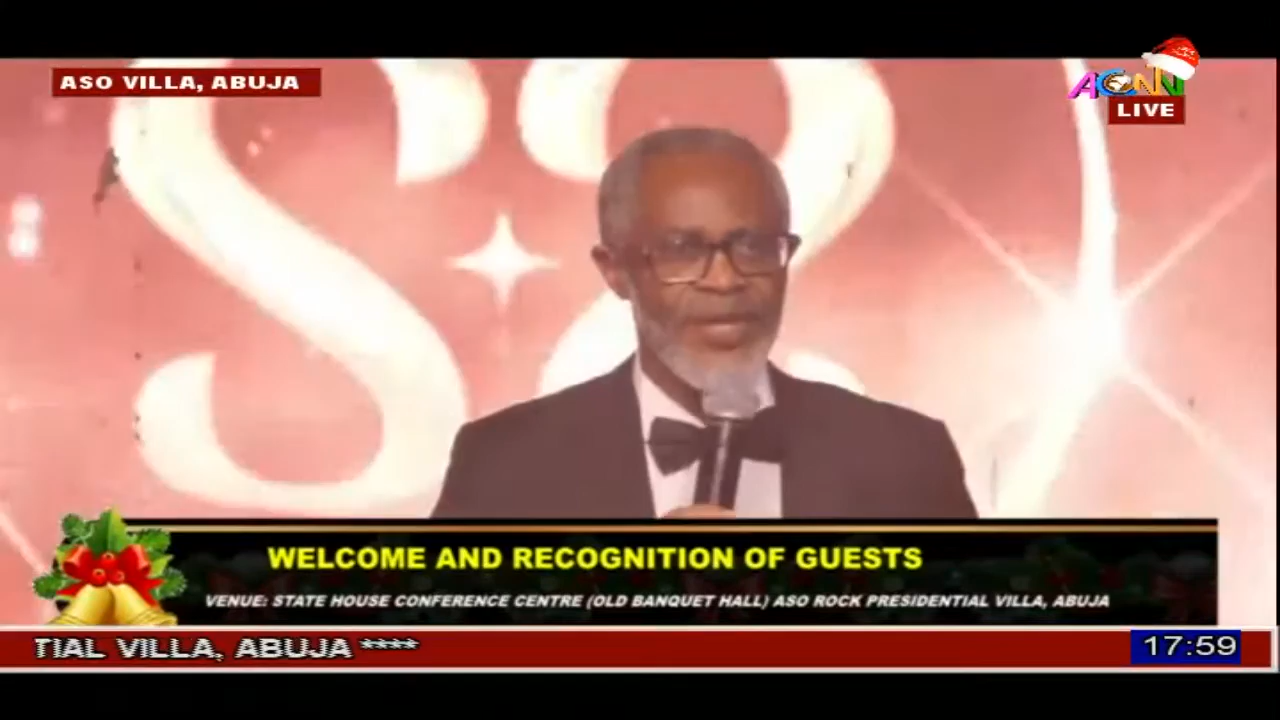 ASO VILLA, ABUJA
ACNN
LIVE
WELCOME AND RECOGNITION OF GUESTS
VENUE: STATE HOUSE CONFERENCE CENTRE (OLD BANQUET HALL) ASO ROCK PRESIDENTIAL VILLA, ABUJA
TIAL VILLA, ABUJA ****
17:59